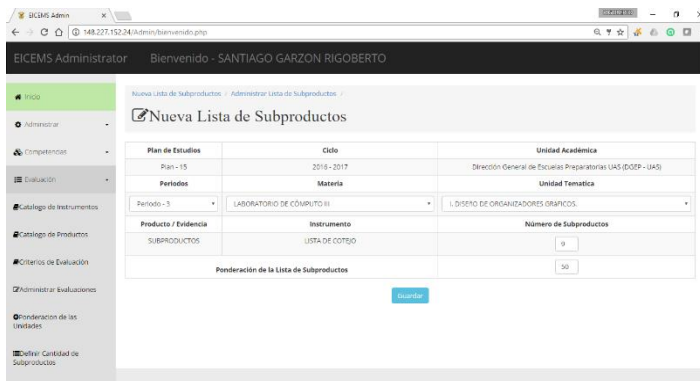 EICEMS Admin
148.227.152.24/Admin/bienvenido.php
EICEMS Administrator Bienvenido - SANTIAGO GARZON RIGOBERTO
Inicio
Administrar
Competencias
Evaluación
Catalogo de Instrumentos
Catalogo de Productos
Criterios de Evaluación
Administrar Evaluaciones
Ponderacion de las
Unidades
Definir Cantidad de
Subproductos
Nueva Lista de Subproductos / Administrar Lista de Subproductos /
Nueva Lista de Subproductos
Plan de Estudios Ciclo Unidad Académica
Plan - 15 2016 - 2017 Dirección General de Escuelas Preparatorias UAS (DGEP - UAS)
Periodos Materia Unidad Tematica
Periodo - 3 LABORATORIO DE CÓMPUTO III I. DISEÑO DE ORGANIZADORES GRAFICOS.
Producto / Evidencia Instrumento Número de Subproductos
SUBPRODUCTOS LISTA DE COTEJO 9
Ponderación de la Lista de Subproductos 50
Guardar